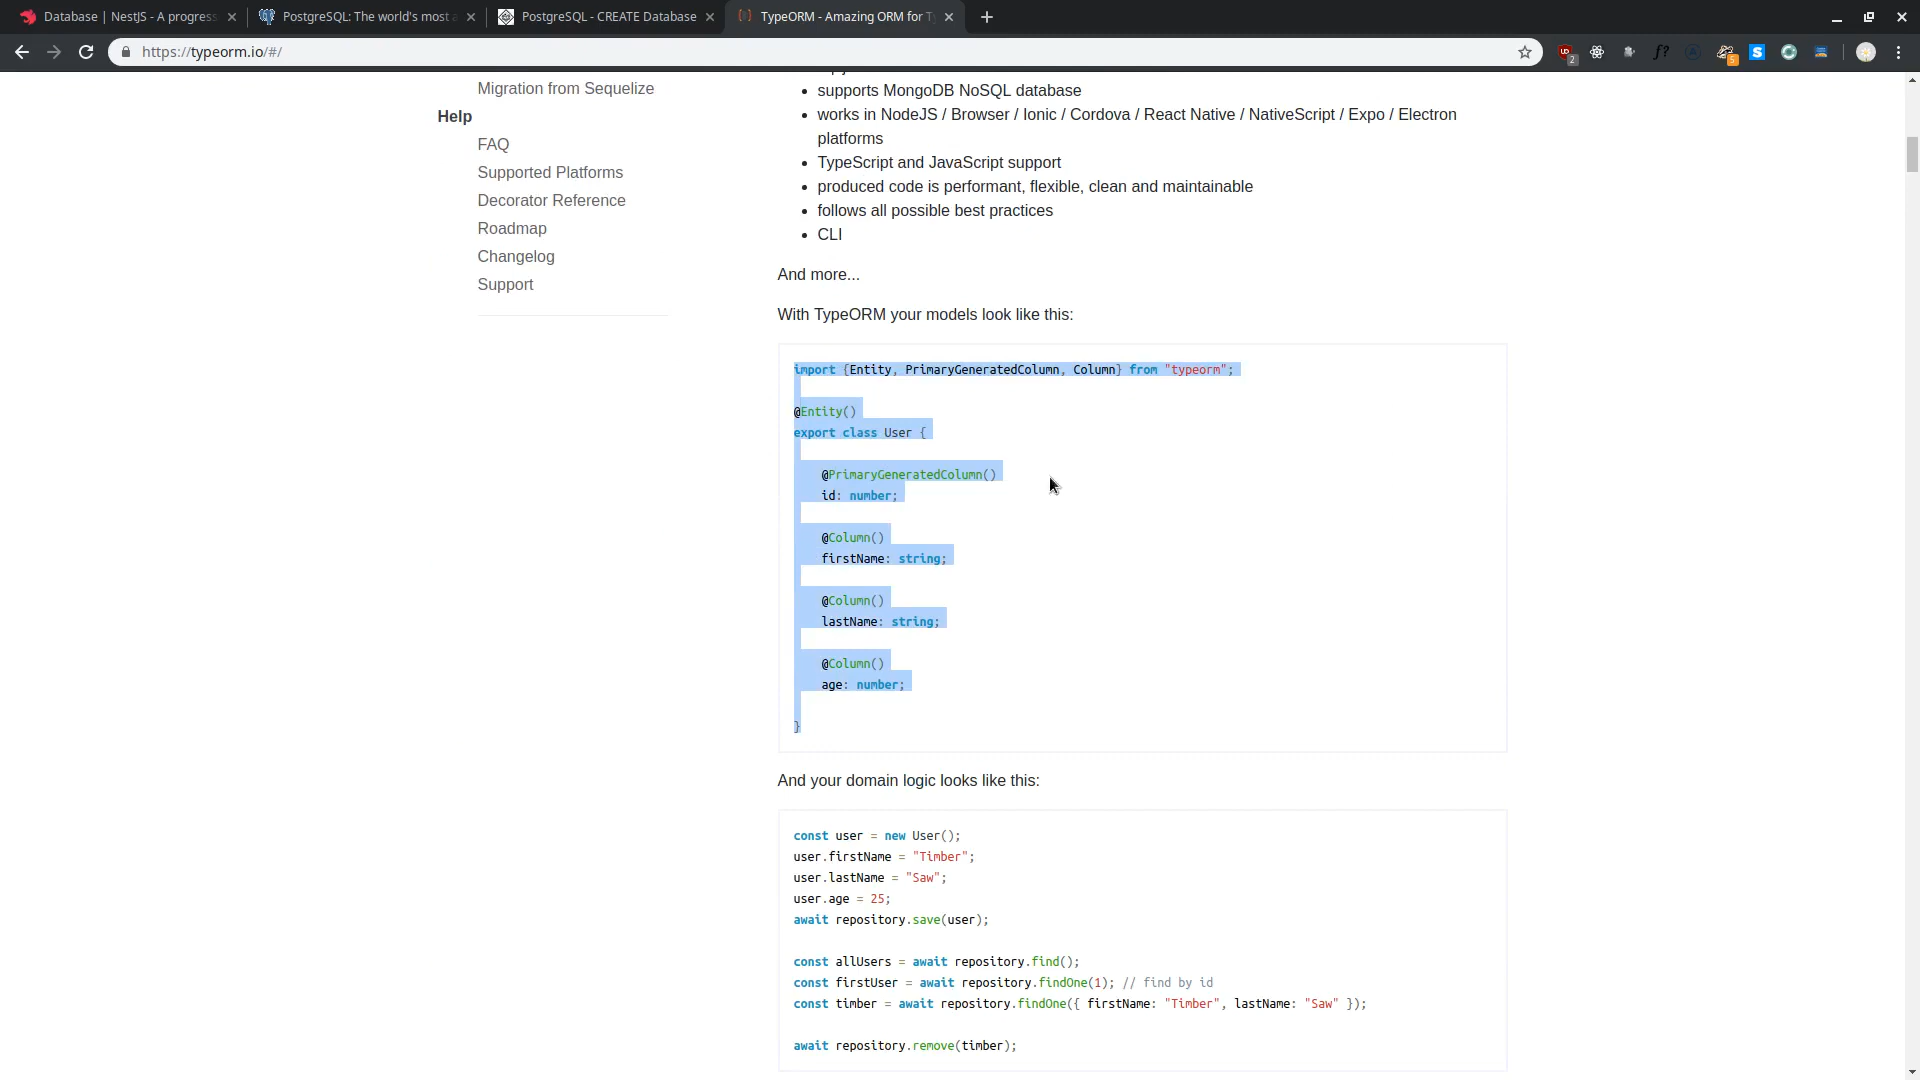 Database | NestJS - A progress
PostgreSQL: The world's most a
PostgreSQL - CREATE Database
TypeORM - Amazing ORM for T
https://typeorm.io/#/
2
5
Migration from Sequelize
Help
FAQ
Supported Platforms
Decorator Reference
Roadmap
Changelog
Support
• supports MongoDB NoSQL database
• works in NodeJS / Browser / Ionic / Cordova / React Native / NativeScript / Expo / Electron
platforms
• TypeScript and JavaScript support
• produced code is performant, flexible, clean and maintainable
• follows all possible best practices
• CLI
And more...
With TypeORM your models look like this:
import {Entity, PrimaryGeneratedColumn, Column} from "typeorm";
@Entity()
export class User {
@PrimaryGeneratedColumn()
id: number;
@Column()
firstName: string;
@Column()
lastName: string;
@Column()
age: number;
}
And your domain logic looks like this:
const user = new User();
user.firstName = "Timber";
user.lastName = "Saw";
user.age = 25;
await repository.save(user);
const allUsers = await repository.find();
const firstUser = await repository.findOne(1); // find by id
const timber = await repository.findOne({ firstName: "Timber", lastName: "Saw" });
await repository.remove(timber);